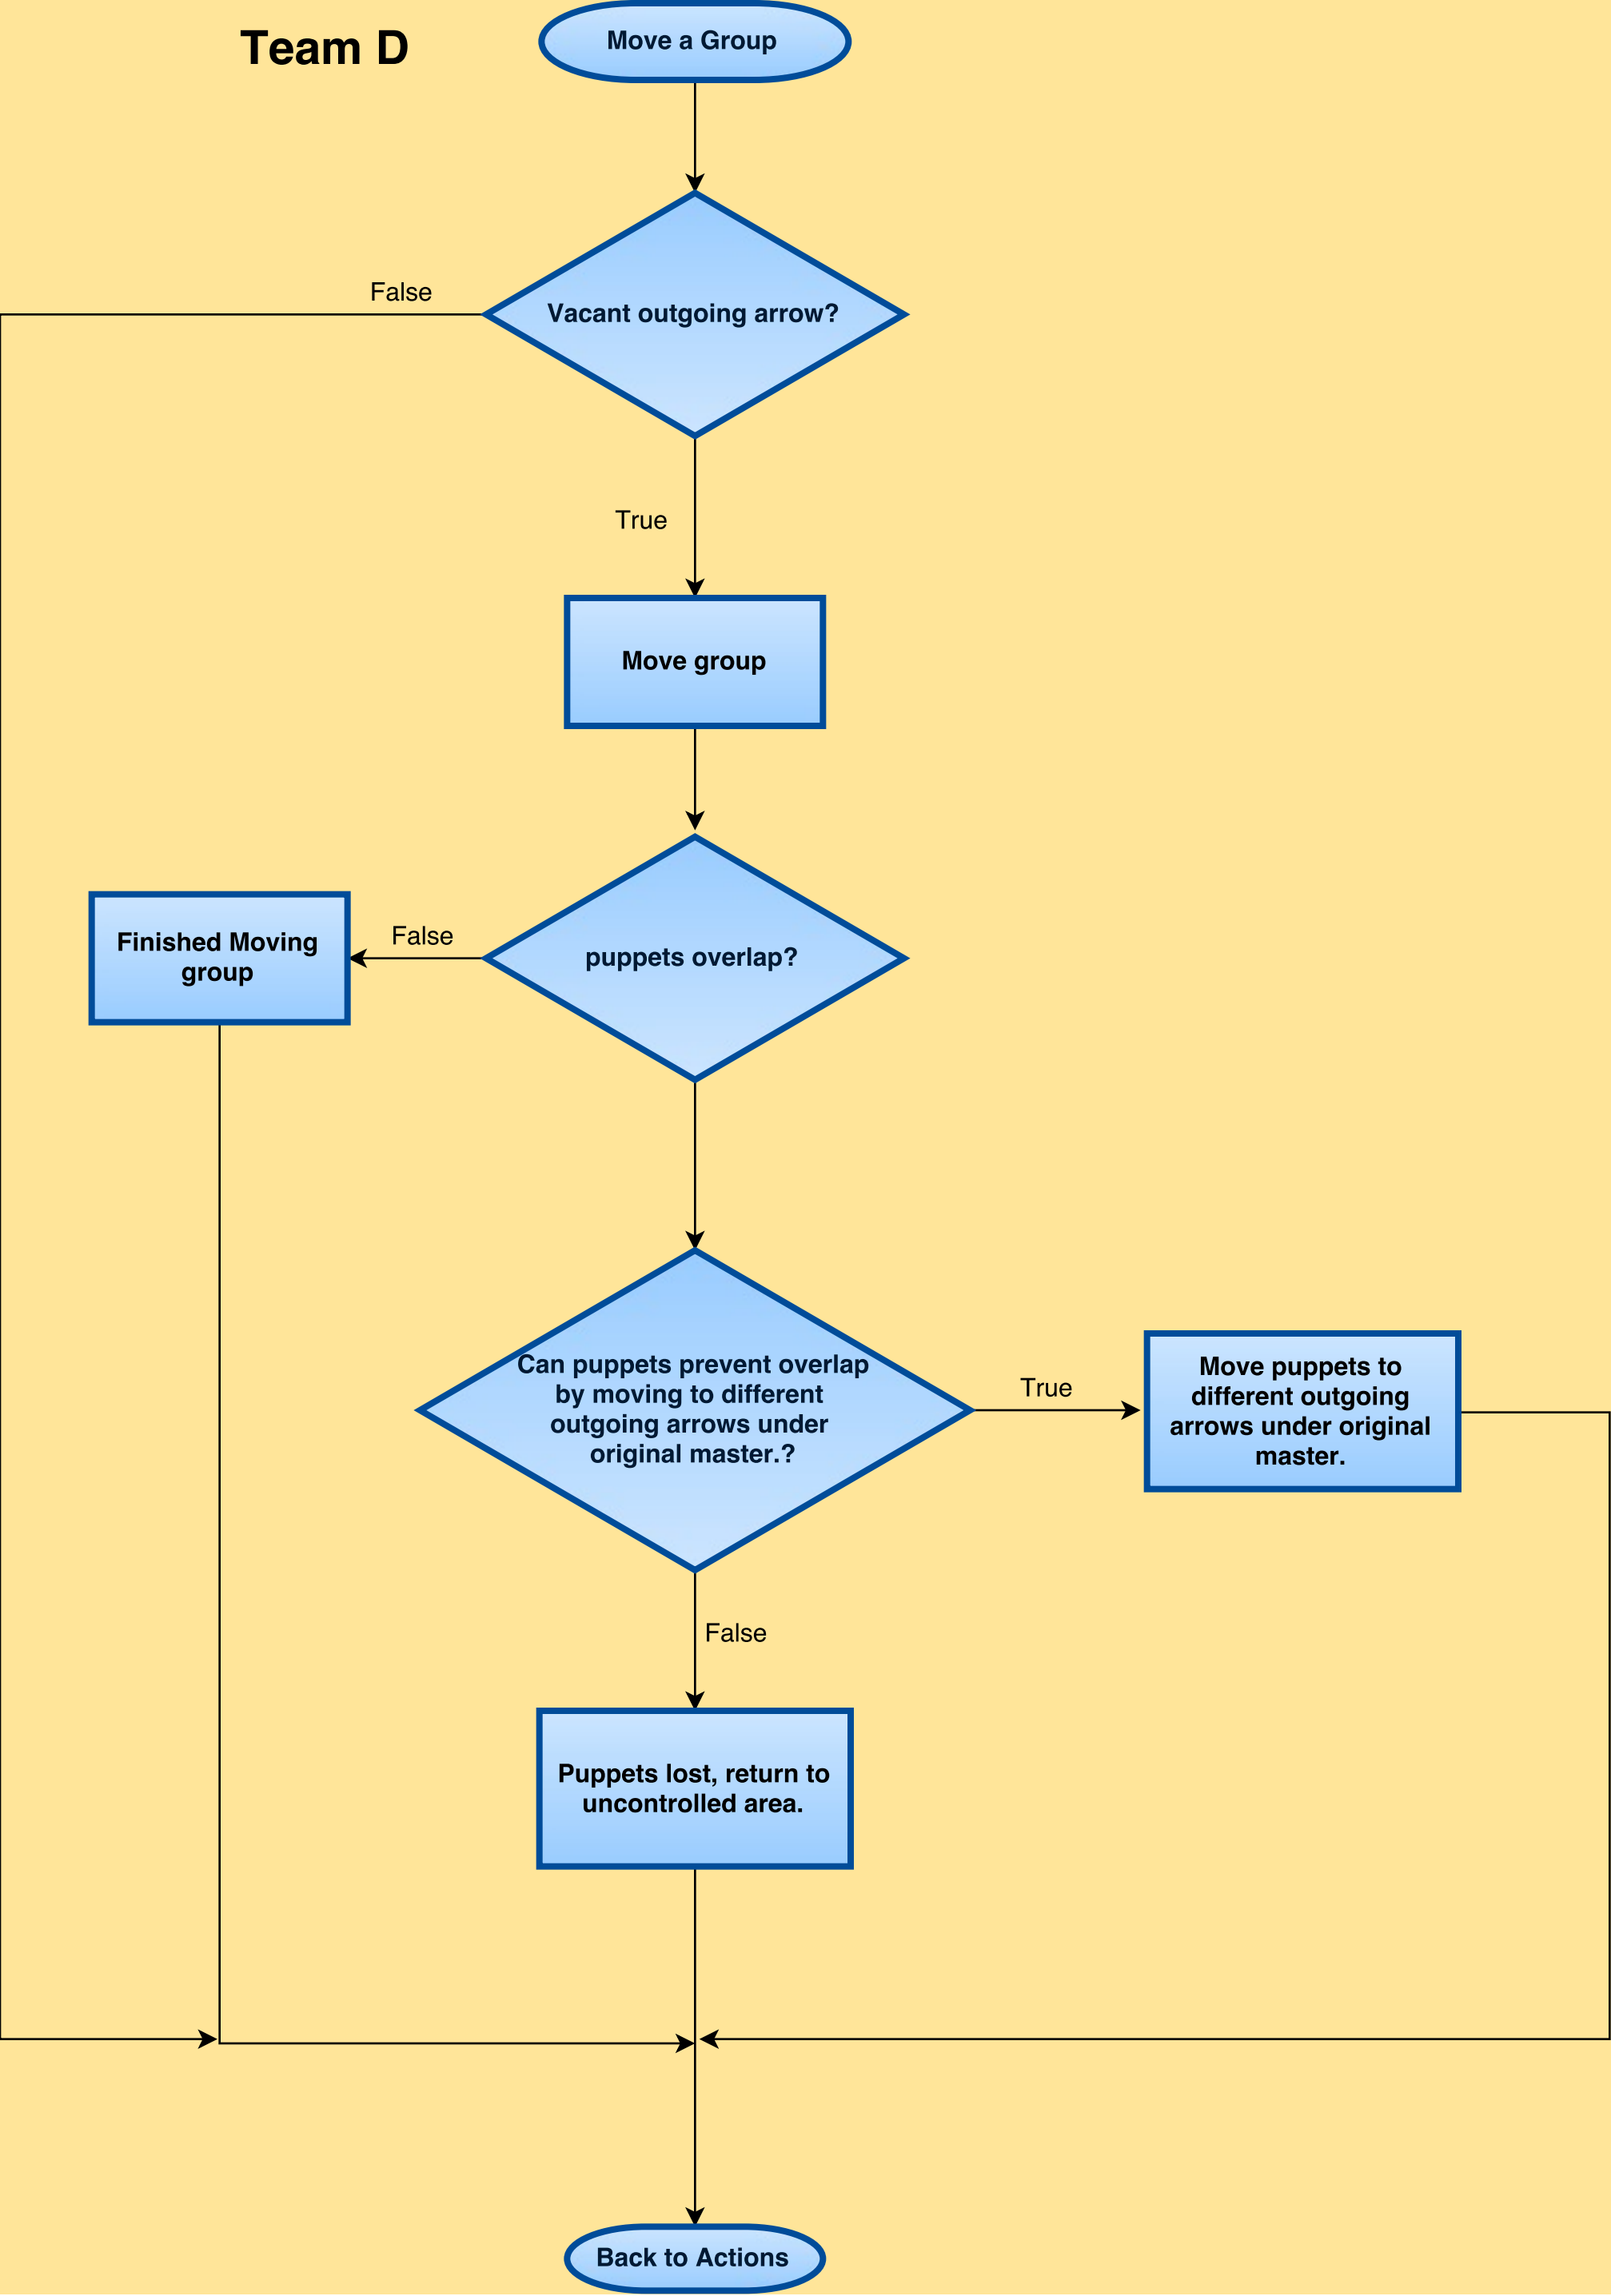 Team D
Move a Group
False
Vacant outgoing arrow?
True
Move group
Finished Moving
group
False
puppets overlap?
Can puppets prevent overlap
by moving to different
outgoing arrows under
original master.?
True
Move puppets to
different outgoing
arrows under original
master.
False
Puppets lost, return to
uncontrolled area.
Back to Actions